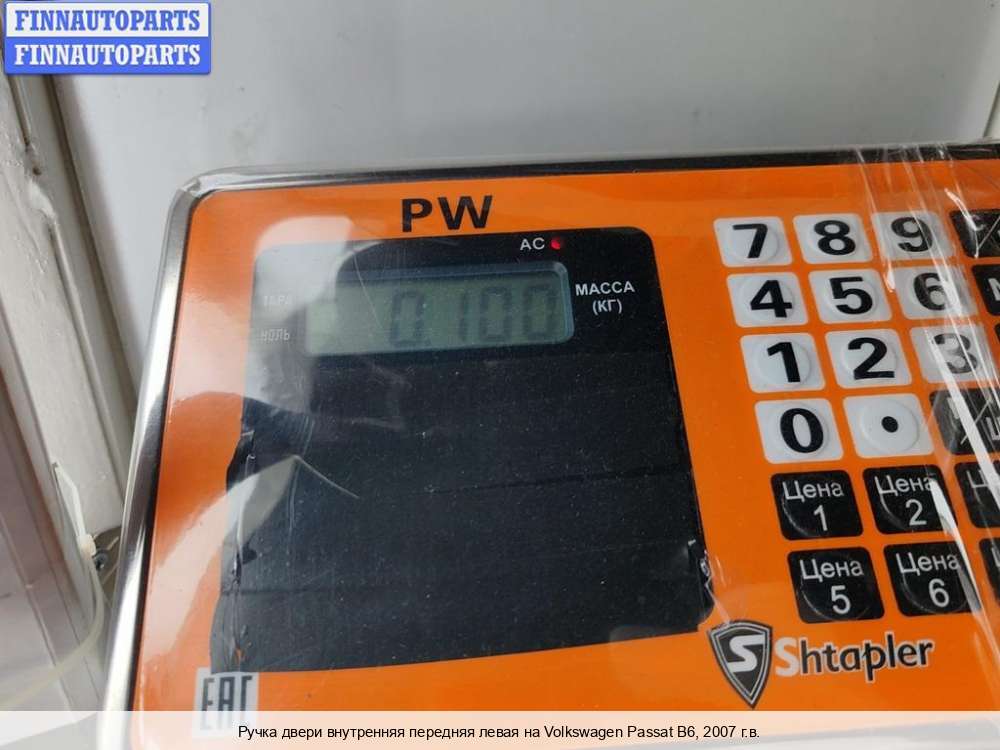 FINNAUTOPARTS
FINNAUTOPARTS
PW
AC
ТАРА
НОЛЬ
0.100
МАССА
(КГ)
7 8 9
4 5 6
1 2 3
0 •
Цена 1
Цена 2
Цена 5
Цена 6
S Shtapler
EAC
Ручка двери внутренняя передняя левая на Volkswagen Passat B6, 2007 г.в.